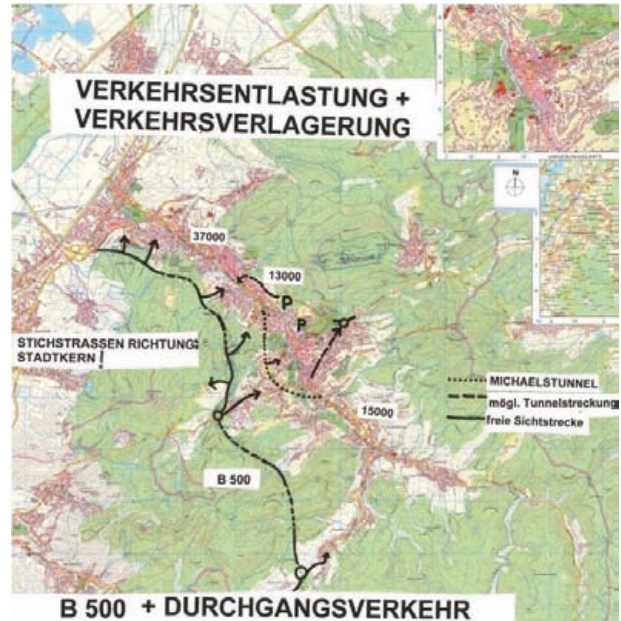 VERKEHRSENTLASTUNG +
VERKEHRSVERLAGERUNG
N
37000
13000
P
P
STICHSTRASSEN RICHTUNG
STADTKERN !
MICHAELSTUNNEL
mögl. Tunnelstreckung
freie Sichtstrecke
15000
B 500
B 500 + DURCHGANGSVERKEHR